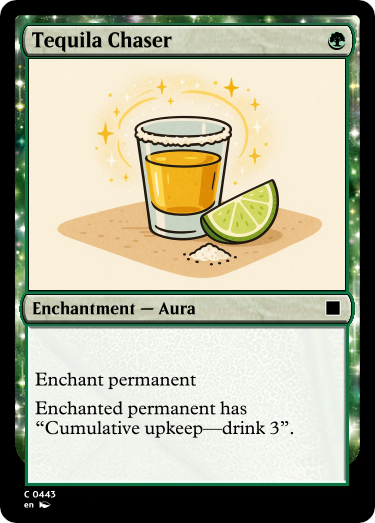 Tequila Chaser
Enchantment — Aura
Enchant permanent
Enchanted permanent has
“Cumulative upkeep—drink 3”.
C 0443
en